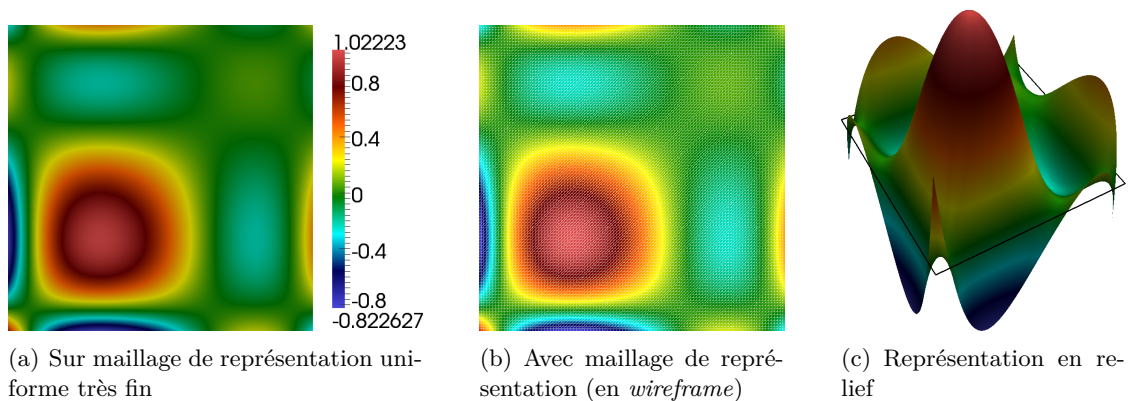 1.02223
0.8
0.4
0
-0.4
-0.8
-0.822627
(a) Sur maillage de représentation uni-
forme très fin
(b) Avec maillage de repré-
sentation (en wireframe)
(c) Représentation en re-
lief